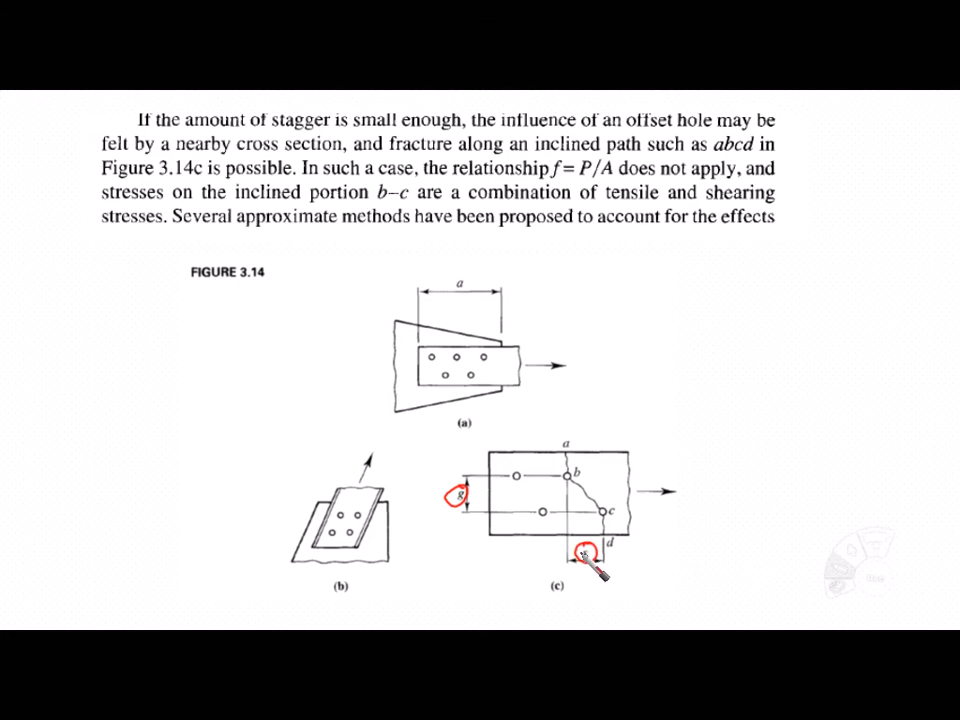 If the amount of stagger is small enough, the influence of an offset hole may be
felt by a nearby cross section, and fracture along an inclined path such as abcd in
Figure 3.14c is possible. In such a case, the relationship f = P/A does not apply, and
stresses on the inclined portion b–c are a combination of tensile and shearing
stresses. Several approximate methods have been proposed to account for the effects
FIGURE 3.14
a
(a)
a
b
g
c
d
(b)
(c)